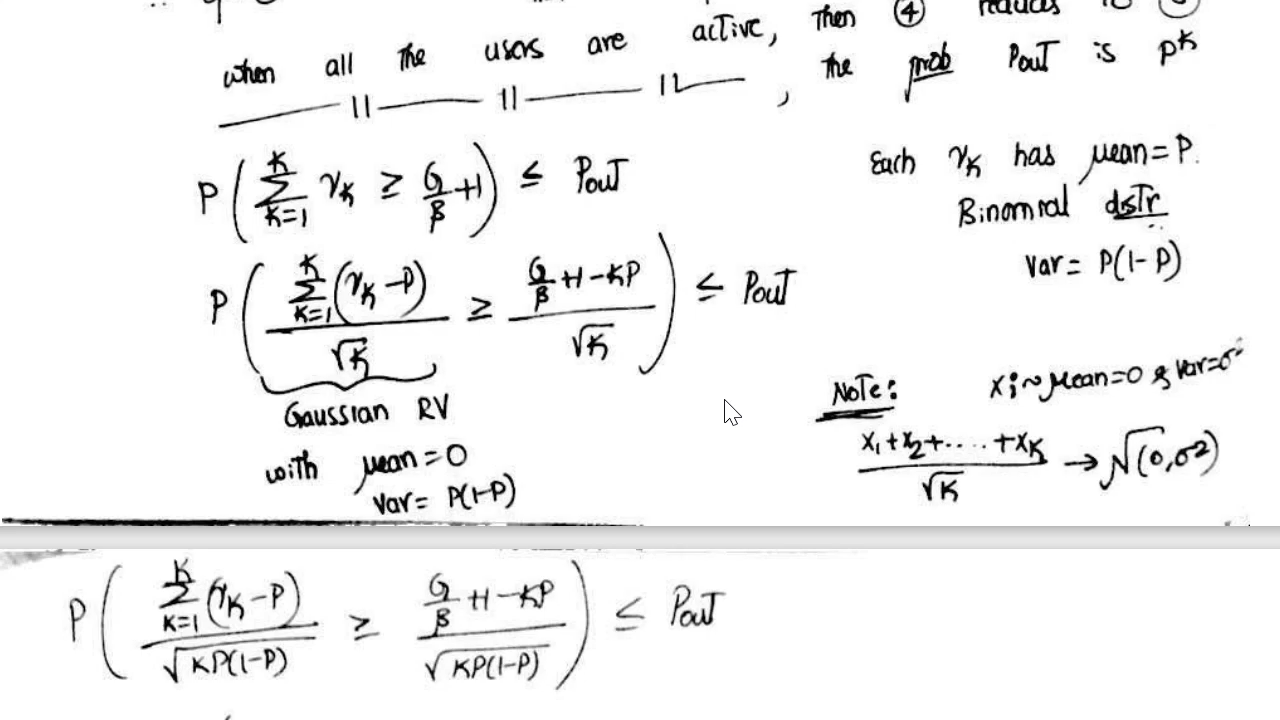 when all the users are active, then ④ reduces to
, the prob Pout is p^K
P( Σ_{K=1}^{K} γ_K ≥ G/β + 1 ) ≤ Pout
Each γ_K has mean = P.
Binomial distr
var = P(1-P)
P( Σ_{K=1}^{K} (γ_K - P) / √K ≥ (G/β + 1 - KP) / √K ) ≤ Pout
Gaussian RV
with mean = 0
var = P(1-P)
NOTE: X_i ~ mean=0 & var=σ²
(X_1 + X_2 + .... + X_K) / √K → N(0, σ²)
P( Σ_{K=1}^{K} (γ_K - P) / √KP(1-P) ≥ (G/β + 1 - KP) / √KP(1-P) ) ≤ Pout